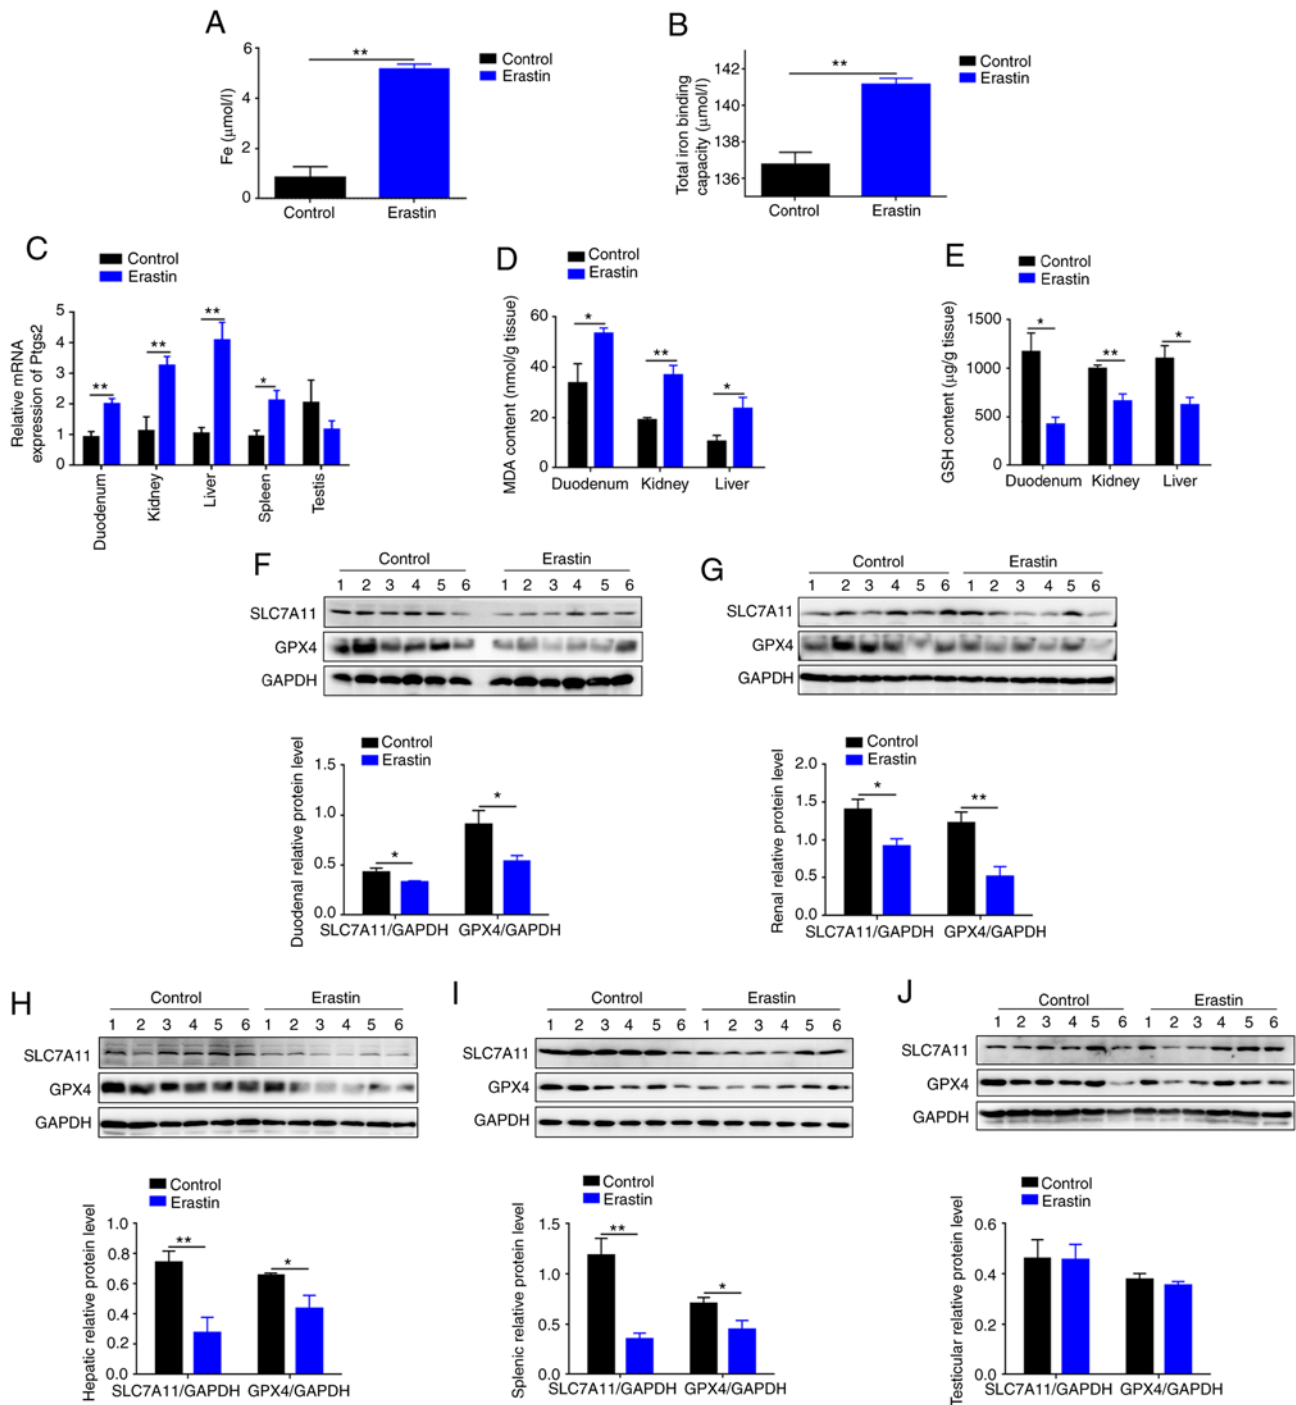 A
Fe (μmol/l)
6
4
2
0
**
Control
Erastin
Control
Erastin
B
Total iron binding
capacity (μmol/l)
142
140
138
136
**
Control
Erastin
Control
Erastin
C
Control
Erastin
Relative mRNA
expression of Ptgs2
5
4
3
2
1
0
**
**
**
*
Duodenum
Kidney
Liver
Spleen
Testis
D
Control
Erastin
MDA content (nmol/g tissue)
60
40
20
0
*
**
*
Duodenum Kidney Liver
E
Control
Erastin
GSH content (μg/g tissue)
1500
1000
500
0
*
**
*
Duodenum Kidney Liver
F
Control Erastin
1 2 3 4 5 6 1 2 3 4 5 6
SLC7A11
GPX4
GAPDH
Control
Erastin
Duodenal relative protein level
1.5
1.0
0.5
0.0
*
*
SLC7A11/GAPDH GPX4/GAPDH
G
Control Erastin
1 2 3 4 5 6 1 2 3 4 5 6
SLC7A11
GPX4
GAPDH
Control
Erastin
Renal relative protein level
2.0
1.5
1.0
0.5
0.0
*
**
SLC7A11/GAPDH GPX4/GAPDH
H
Control Erastin
1 2 3 4 5 6 1 2 3 4 5 6
SLC7A11
GPX4
GAPDH
Control
Erastin
Hepatic relative protein level
1.0
0.8
0.6
0.4
0.2
0.0
**
*
SLC7A11/GAPDH GPX4/GAPDH
I
Control Erastin
1 2 3 4 5 6 1 2 3 4 5 6
SLC7A11
GPX4
GAPDH
Control
Erastin
Splenic relative protein level
1.5
1.0
0.5
0.0
**
*
SLC7A11/GAPDH GPX4/GAPDH
J
Control Erastin
1 2 3 4 5 6 1 2 3 4 5 6
SLC7A11
GPX4
GAPDH
Control
Erastin
Testicular relative protein level
0.6
0.4
0.2
0.0
SLC7A11/GAPDH GPX4/GAPDH